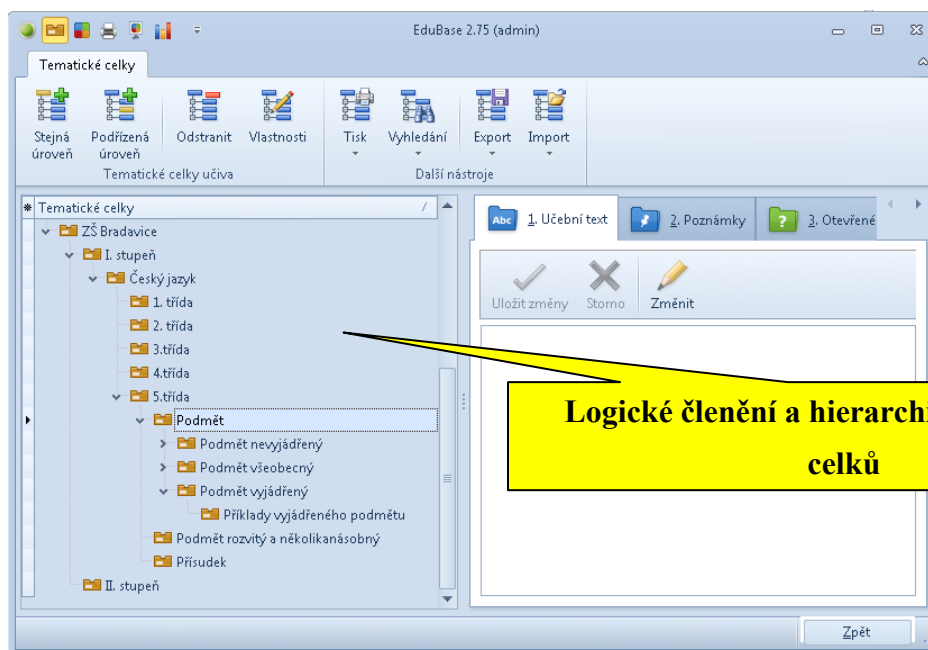 EduBase 2.75 (admin)
Tematické celky
Stejná úroveň
Podřízená úroveň
Odstranit
Vlastnosti
Tisk
Vyhledání
Export
Import
Tematické celky učiva
Další nástroje
Tematické celky
ZŠ Bradavice
I. stupeň
Český jazyk
1. třída
2. třída
3.třída
4.třída
5.třída
Podmět
Podmět nevyjádřený
Podmět všeobecný
Podmět vyjádřený
Příklady vyjádřeného podmětu
Podmět rozvitý a několikanásobný
Přísudek
II. stupeň
Abc
1. Učební text
2. Poznámky
3. Otevřené
Uložit změny
Storno
Změnit
Logické členění a hierarchi
celků
Zpět